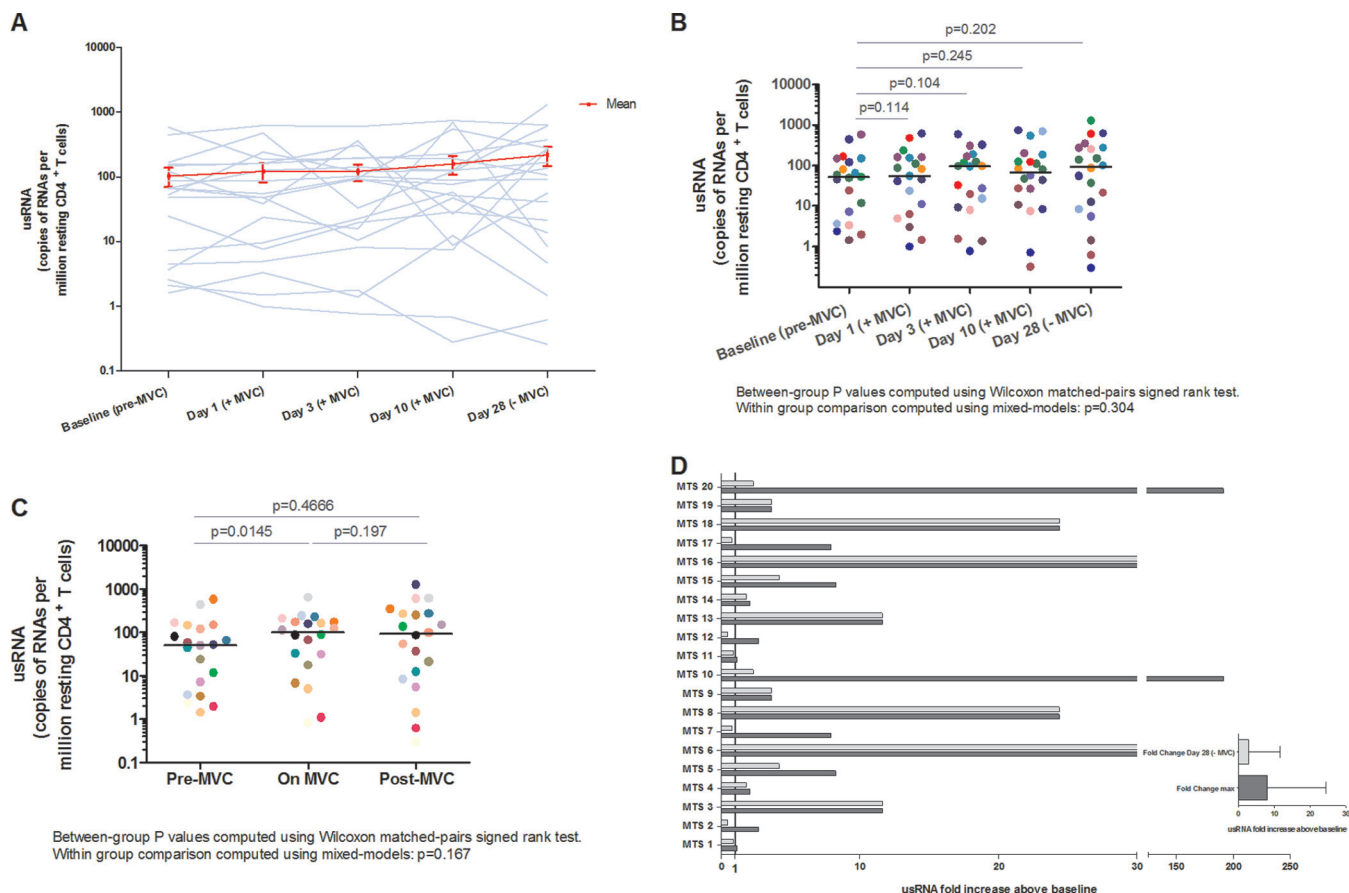 A
10000
1000
100
10
1
0.1
usRNA
(copies of RNAs per
million resting CD4 + T cells)
Mean
Baseline (pre-MVC)
Day 1 (+ MVC)
Day 3 (+ MVC)
Day 10 (+ MVC)
Day 28 (- MVC)
B
p=0.202
p=0.245
p=0.104
p=0.114
10000
1000
100
10
1
usRNA
(copies of RNAs per
million resting CD4 + T cells)
Baseline (pre-MVC)
Day 1 (+ MVC)
Day 3 (+ MVC)
Day 10 (+ MVC)
Day 28 (- MVC)
Between-group P values computed using Wilcoxon matched-pairs signed rank test.
Within group comparison computed using mixed-models: p=0.304
C
p=0.4666
p=0.0145
p=0.197
10000
1000
100
10
1
0.1
usRNA
(copies of RNAs per
million resting CD4 + T cells)
Pre-MVC
On MVC
Post-MVC
Between-group P values computed using Wilcoxon matched-pairs signed rank test.
Within group comparison computed using mixed-models: p=0.167
D
MTS 20
MTS 19
MTS 18
MTS 17
MTS 16
MTS 15
MTS 14
MTS 13
MTS 12
MTS 11
MTS 10
MTS 9
MTS 8
MTS 7
MTS 6
MTS 5
MTS 4
MTS 3
MTS 2
MTS 1
0 1 10 20 30 150 200 250
usRNA fold increase above baseline
Fold Change Day 28 (- MVC)
Fold Change max
0 10 20 30
usRNA fold increase above baseline